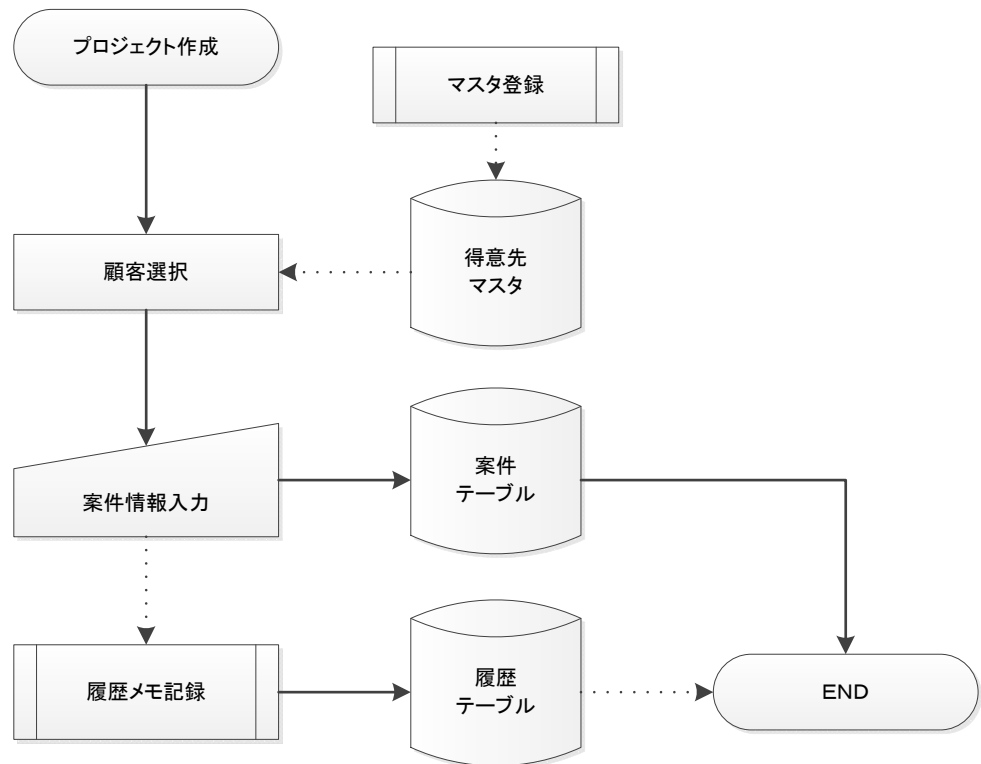 プロジェクト作成
マスタ登録
顧客選択
得意先
マスタ
案件情報入力
案件
テーブル
履歴メモ記録
履歴
テーブル
END